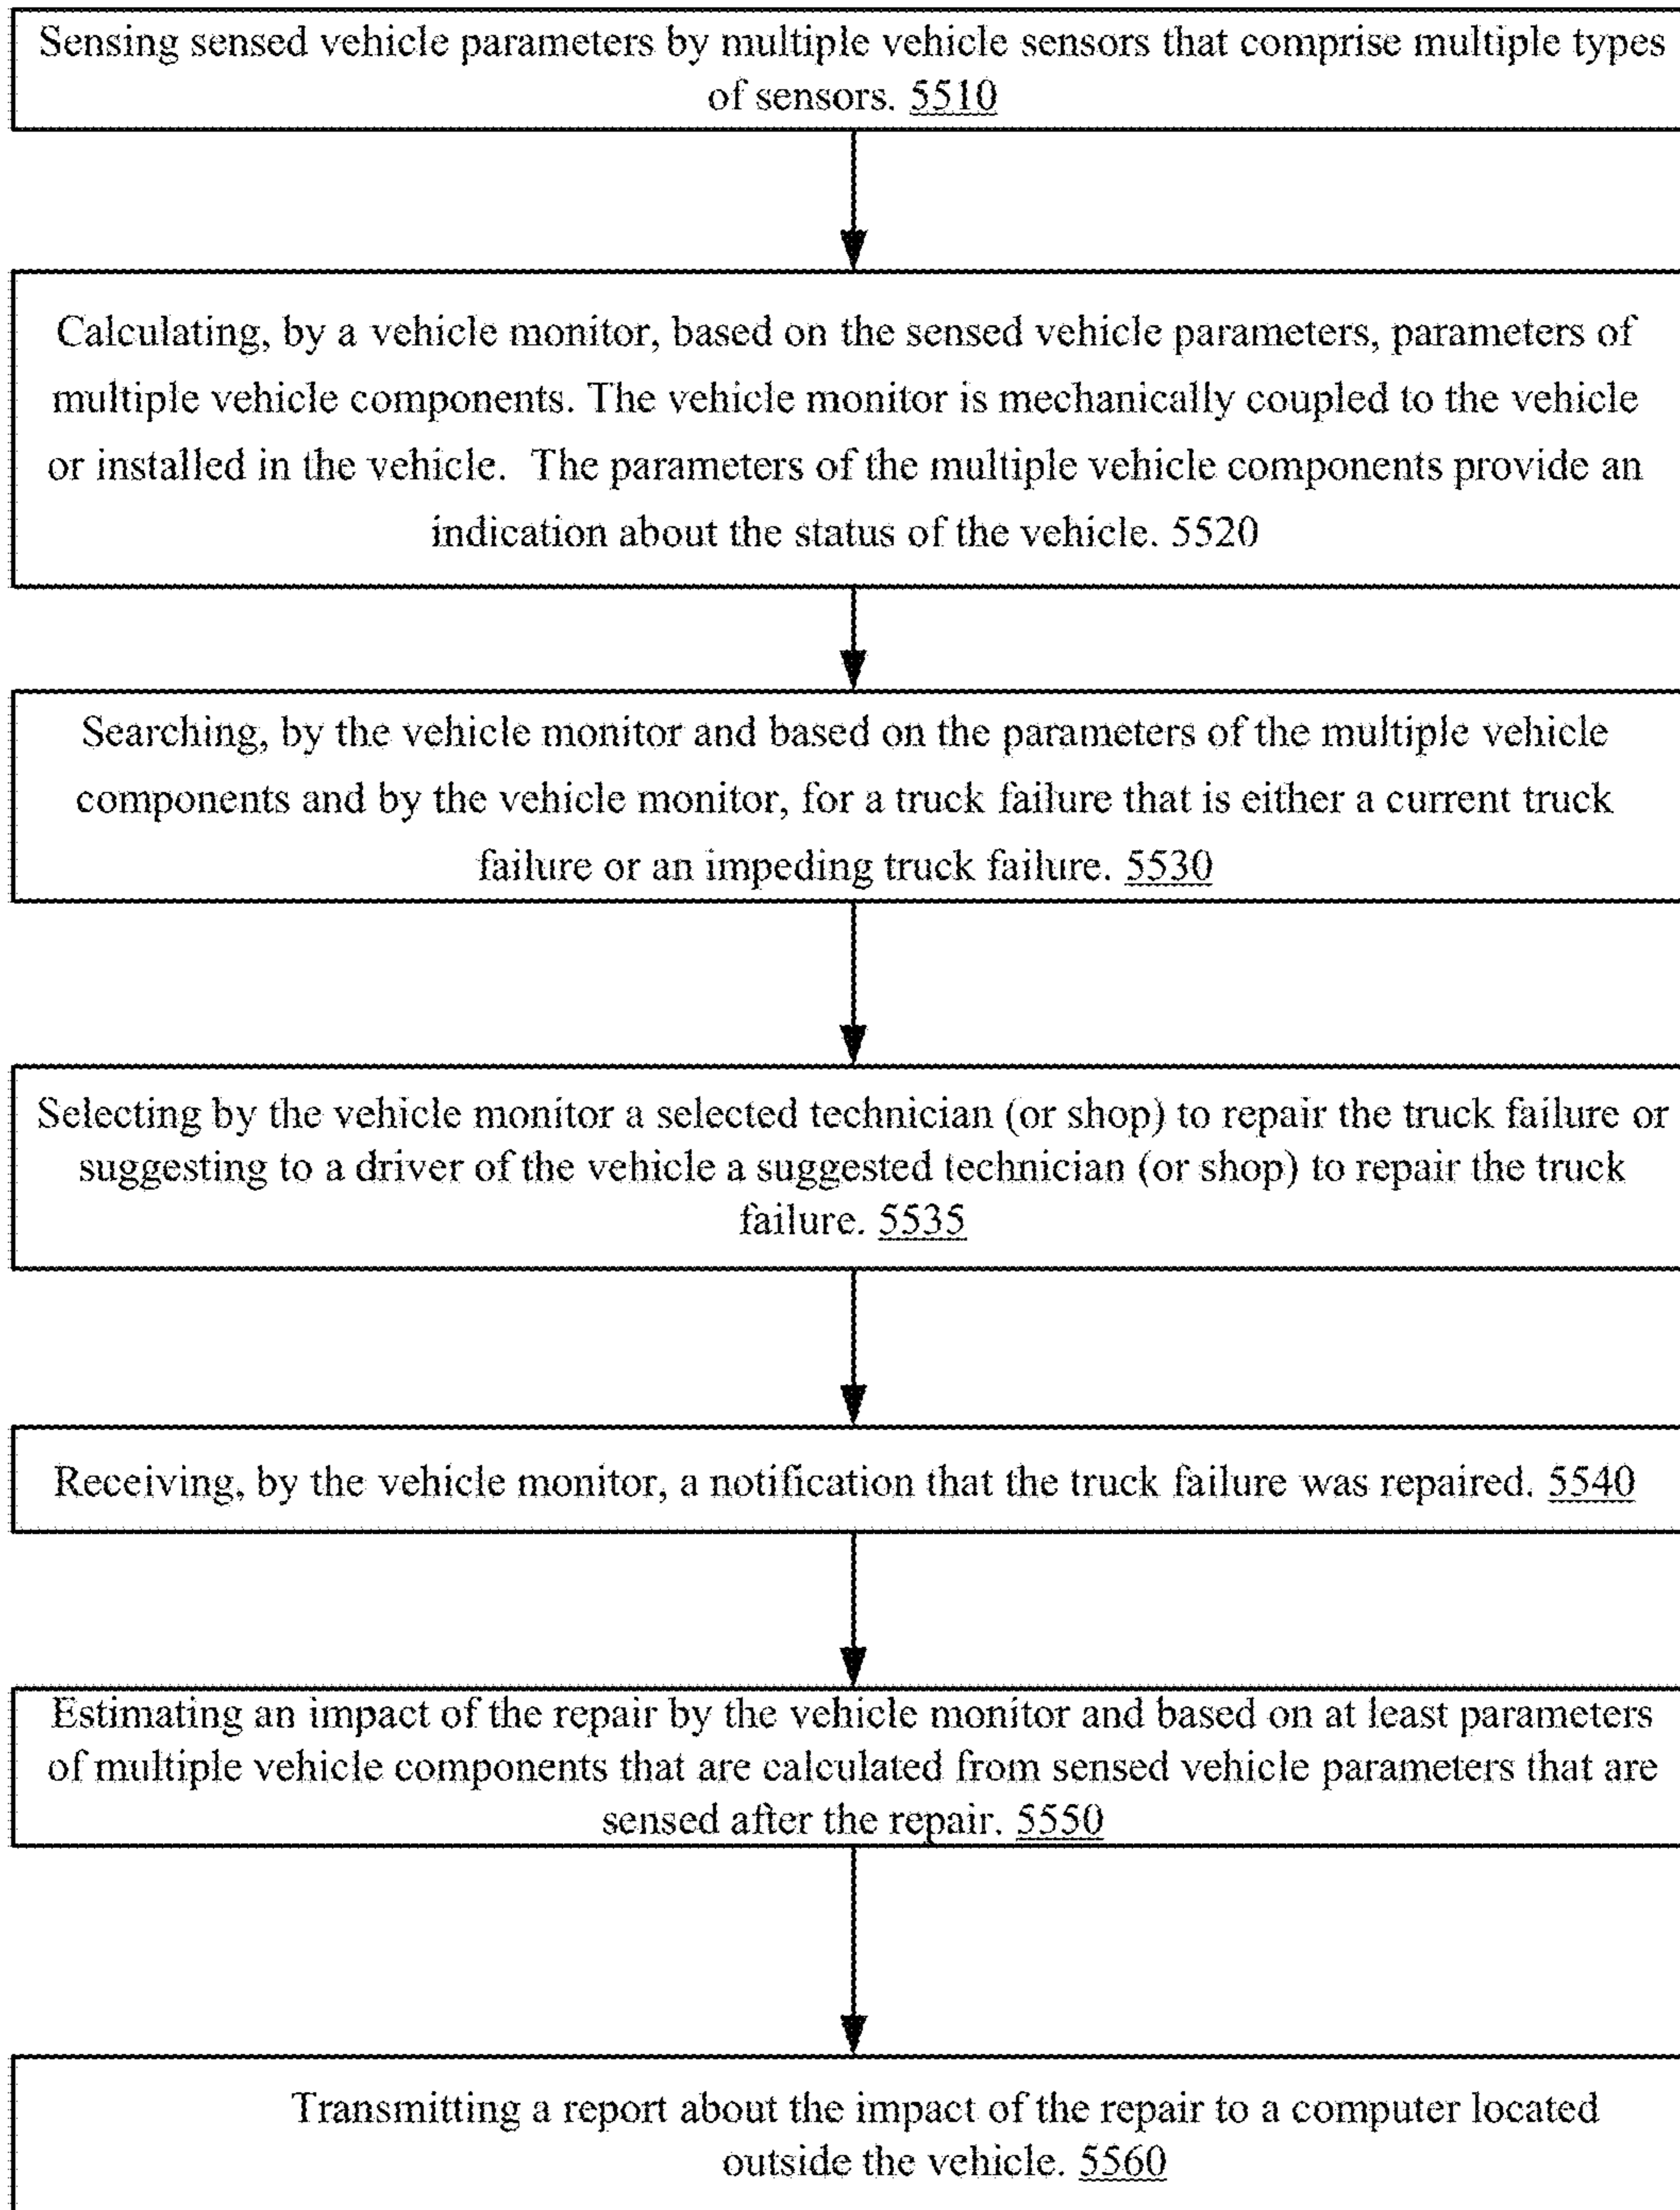 Sensing sensed vehicle parameters by multiple vehicle sensors that comprise multiple types
of sensors. 5510
Calculating, by a vehicle monitor, based on the sensed vehicle parameters, parameters of
multiple vehicle components. The vehicle monitor is mechanically coupled to the vehicle
or installed in the vehicle.  The parameters of the multiple vehicle components provide an
indication about the status of the vehicle. 5520
Searching, by the vehicle monitor and based on the parameters of the multiple vehicle
components and by the vehicle monitor, for a truck failure that is either a current truck
failure or an impeding truck failure. 5530
Selecting by the vehicle monitor a selected technician (or shop) to repair the truck failure or
suggesting to a driver of the vehicle a suggested technician (or shop) to repair the truck
failure. 5535
Receiving, by the vehicle monitor, a notification that the truck failure was repaired. 5540
Estimating an impact of the repair by the vehicle monitor and based on at least parameters
of multiple vehicle components that are calculated from sensed vehicle parameters that are
sensed after the repair. 5550
Transmitting a report about the impact of the repair to a computer located
outside the vehicle. 5560